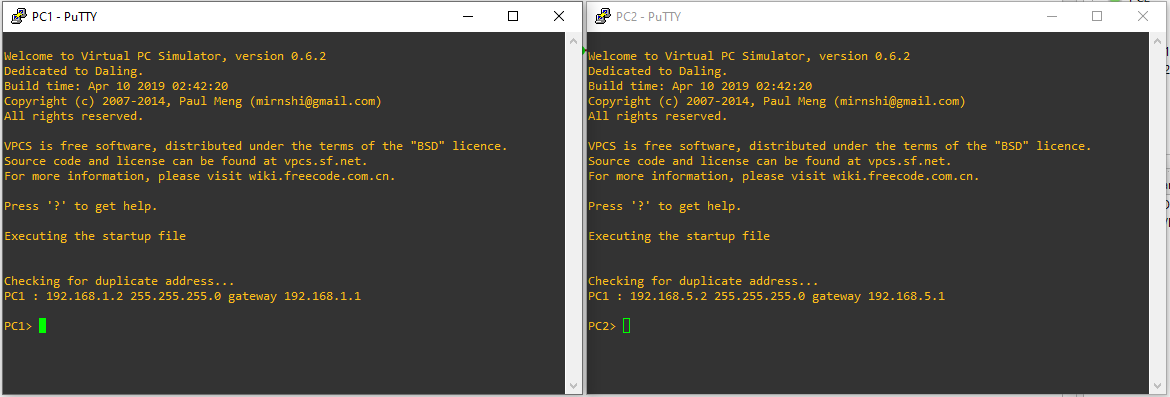 PC1 - PuTTY
Welcome to Virtual PC Simulator, version 0.6.2
Dedicated to Daling.
Build time: Apr 10 2019 02:42:20
Copyright (c) 2007-2014, Paul Meng (mirnshi@gmail.com)
All rights reserved.
VPCS is free software, distributed under the terms of the "BSD" licence.
Source code and license can be found at vpcs.sf.net.
For more information, please visit wiki.freecode.com.cn.
Press '?' to get help.
Executing the startup file
Checking for duplicate address...
PC1 : 192.168.1.2 255.255.255.0 gateway 192.168.1.1
PC1>
PC2 - PuTTY
Welcome to Virtual PC Simulator, version 0.6.2
Dedicated to Daling.
Build time: Apr 10 2019 02:42:20
Copyright (c) 2007-2014, Paul Meng (mirnshi@gmail.com)
All rights reserved.
VPCS is free software, distributed under the terms of the "BSD" licence.
Source code and license can be found at vpcs.sf.net.
For more information, please visit wiki.freecode.com.cn.
Press '?' to get help.
Executing the startup file
Checking for duplicate address...
PC1 : 192.168.5.2 255.255.255.0 gateway 192.168.5.1
PC2>